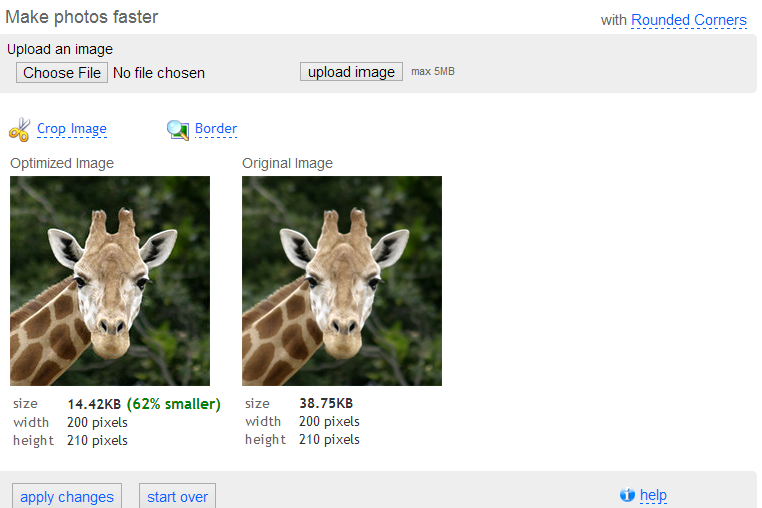 Make photos faster
with Rounded Corners
Upload an image
Choose File No file chosen upload image max 5MB
Crop Image Border
Optimized Image Original Image
size 14.42KB (62% smaller) size 38.75KB
width 200 pixels width 200 pixels
height 210 pixels height 210 pixels
apply changes start over help